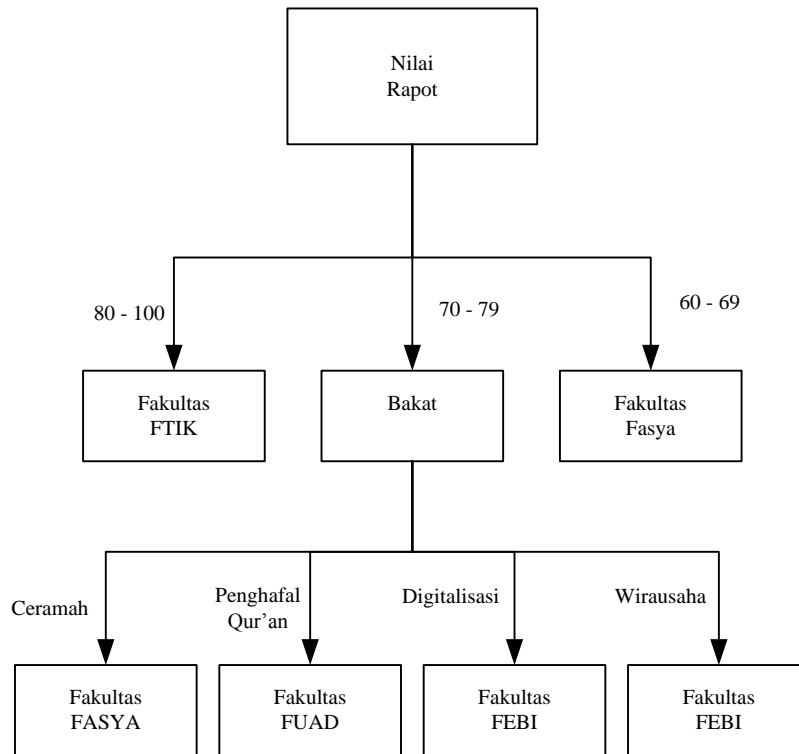 Nilai
Rapot
80 - 100
70 - 79
60 - 69
Fakultas
FTIK
Bakat
Fakultas
Fasya
Ceramah
Penghafal
Qur’an
Digitalisasi
Wirausaha
Fakultas
FASYA
Fakultas
FUAD
Fakultas
FEBI
Fakultas
FEBI